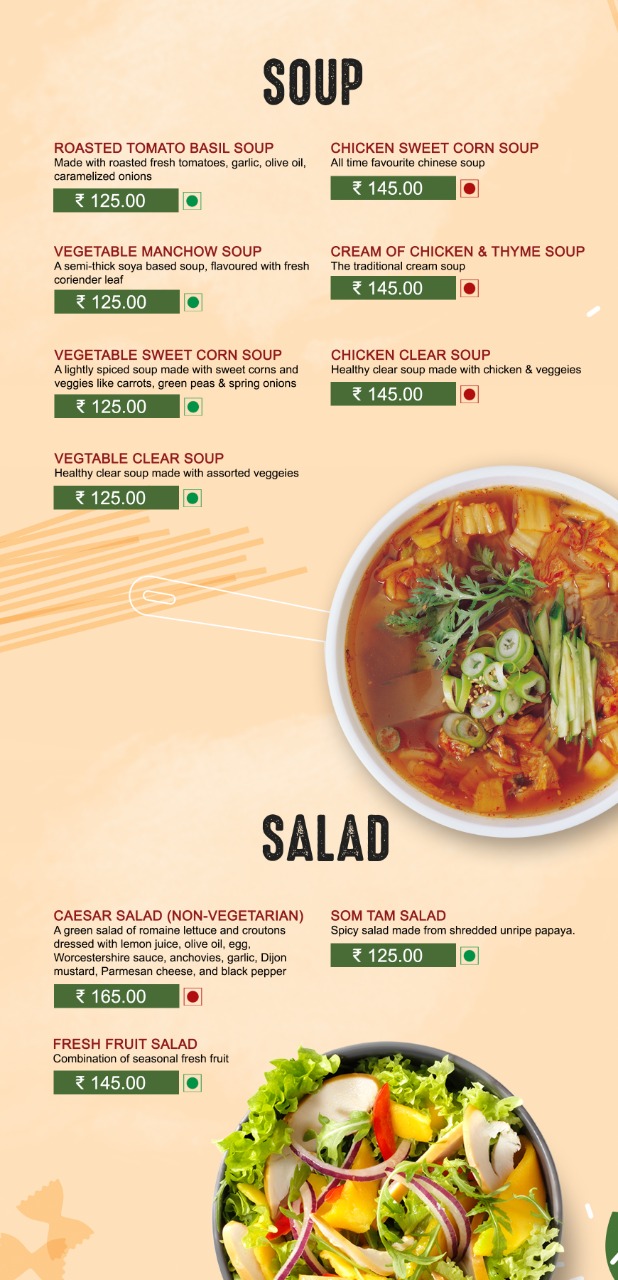 SOUP
ROASTED TOMATO BASIL SOUP
Made with roasted fresh tomatoes, garlic, olive oil,
caramelized onions
₹ 125.00
VEGETABLE MANCHOW SOUP
A semi-thick soya based soup, flavoured with fresh
coriender leaf
₹ 125.00
VEGETABLE SWEET CORN SOUP
A lightly spiced soup made with sweet corns and
veggies like carrots, green peas & spring onions
₹ 125.00
VEGTABLE CLEAR SOUP
Healthy clear soup made with assorted veggeies
₹ 125.00
CHICKEN SWEET CORN SOUP
All time favourite chinese soup
₹ 145.00
CREAM OF CHICKEN & THYME SOUP
The traditional cream soup
₹ 145.00
CHICKEN CLEAR SOUP
Healthy clear soup made with chicken & veggeies
₹ 145.00
SALAD
CAESAR SALAD (NON-VEGETARIAN)
A green salad of romaine lettuce and croutons
dressed with lemon juice, olive oil, egg,
Worcestershire sauce, anchovies, garlic, Dijon
mustard, Parmesan cheese, and black pepper
₹ 165.00
FRESH FRUIT SALAD
Combination of seasonal fresh fruit
₹ 145.00
SOM TAM SALAD
Spicy salad made from shredded unripe papaya.
₹ 125.00